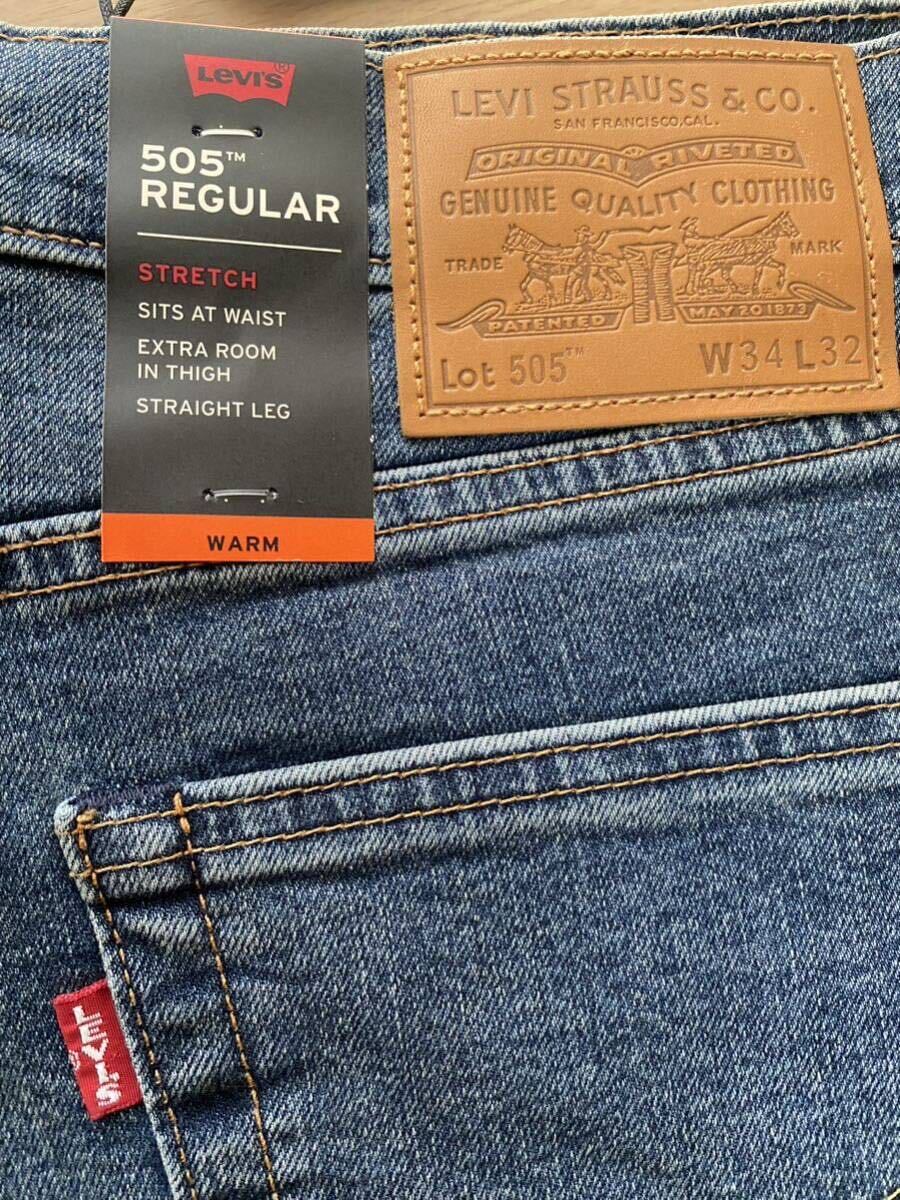 LEVI'S®
505™
REGULAR
STRETCH
SITS AT WAIST
EXTRA ROOM
IN THIGH
STRAIGHT LEG
WARM
LEVI STRAUSS & CO.
SAN FRANCISCO, CAL.
ORIGINAL RIVETED
GENUINE QUALITY CLOTHING
TRADE MARK
PATENTED MAY 20 1873
Lot 505™ W34 L32
LEVI'S